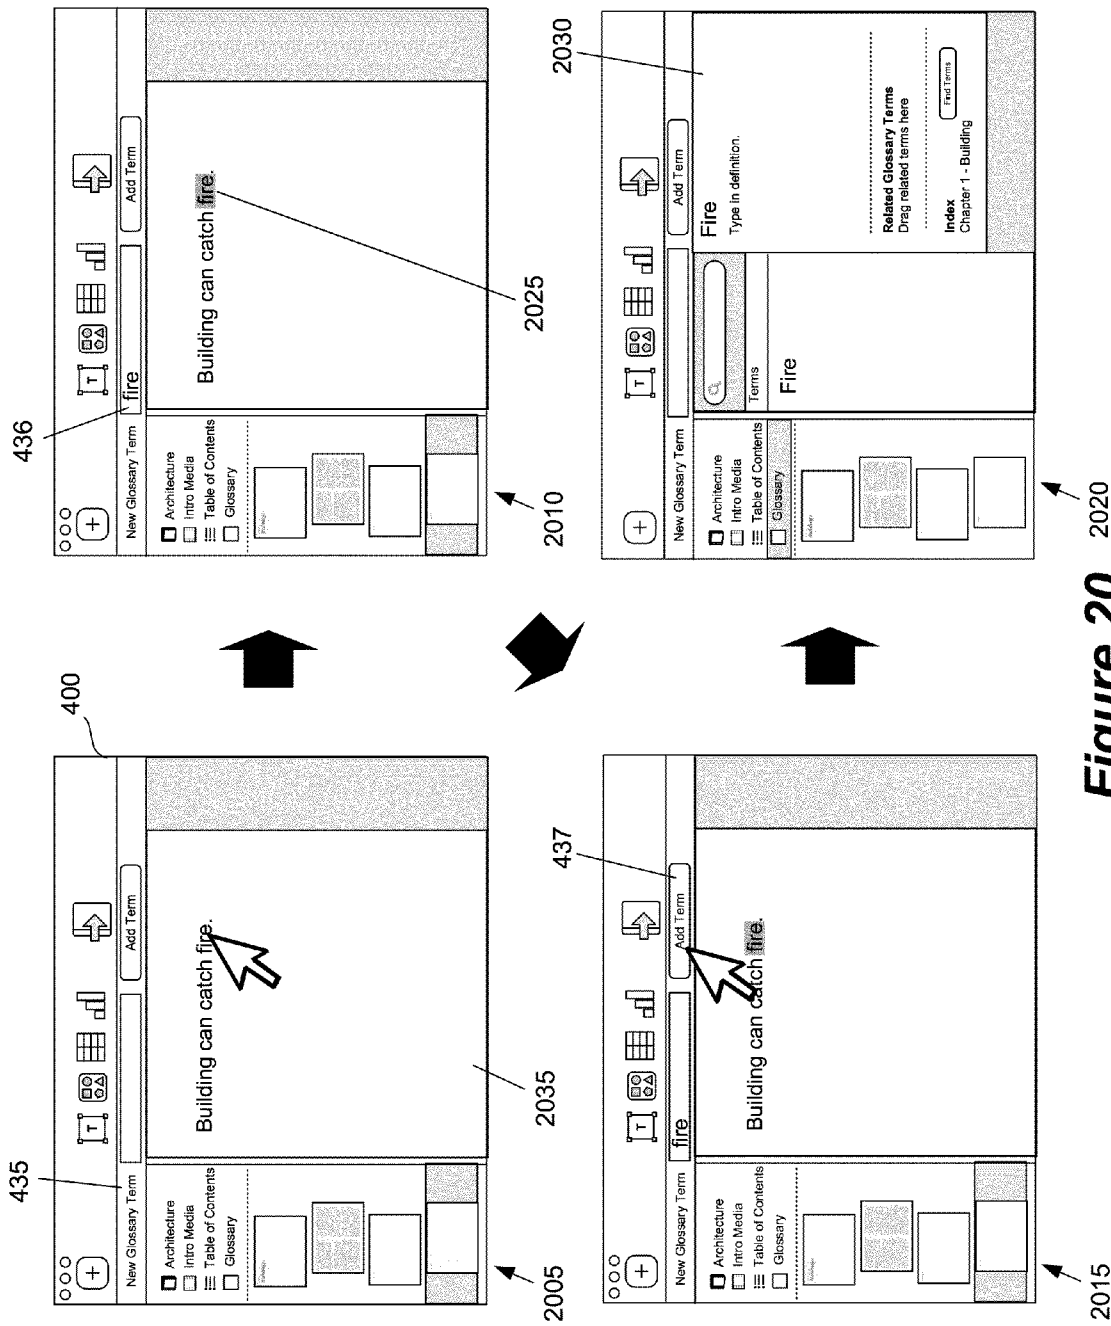 400
435
New Glossary Term
Add Term
T
Architecture
Intro Media
Table of Contents
Glossary
Building can catch fire.
2035
2005
436
New Glossary Term
fire
Add Term
T
Architecture
Intro Media
Table of Contents
Glossary
Building can catch fire.
2025
2010
437
New Glossary Term
fire
Add Term
T
Architecture
Intro Media
Table of Contents
Glossary
Building can catch fire.
2015
2030
New Glossary Term
Add Term
T
Architecture
Intro Media
Table of Contents
Glossary
Terms
Fire
Fire
Type in definition.
Related Glossary Terms
Drag related terms here
Index
Find Terms
Chapter 1 - Building
2020
Figure 20